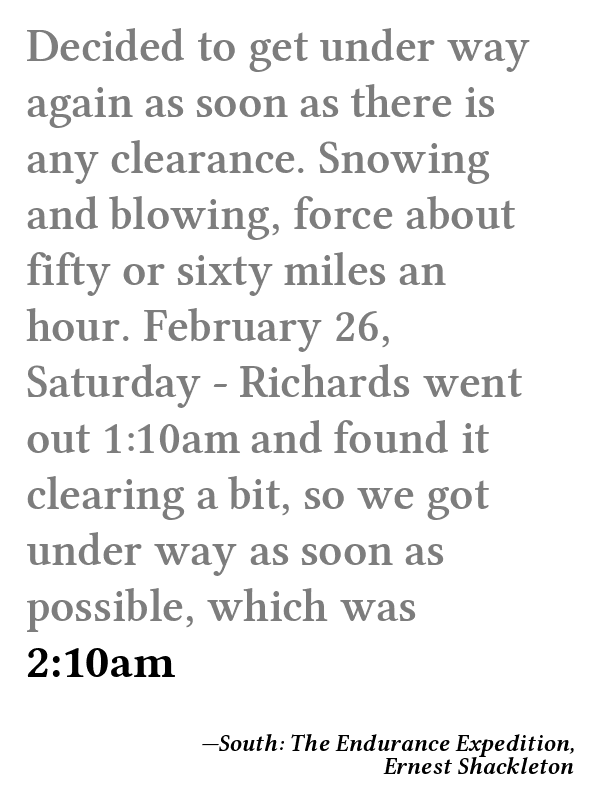 Decided to get under way
again as soon as there is
any clearance. Snowing
and blowing, force about
fifty or sixty miles an
hour. February 26,
Saturday - Richards went
out 1:10am and found it
clearing a bit, so we got
under way as soon as
possible, which was
2:10am
—South: The Endurance Expedition,
Ernest Shackleton